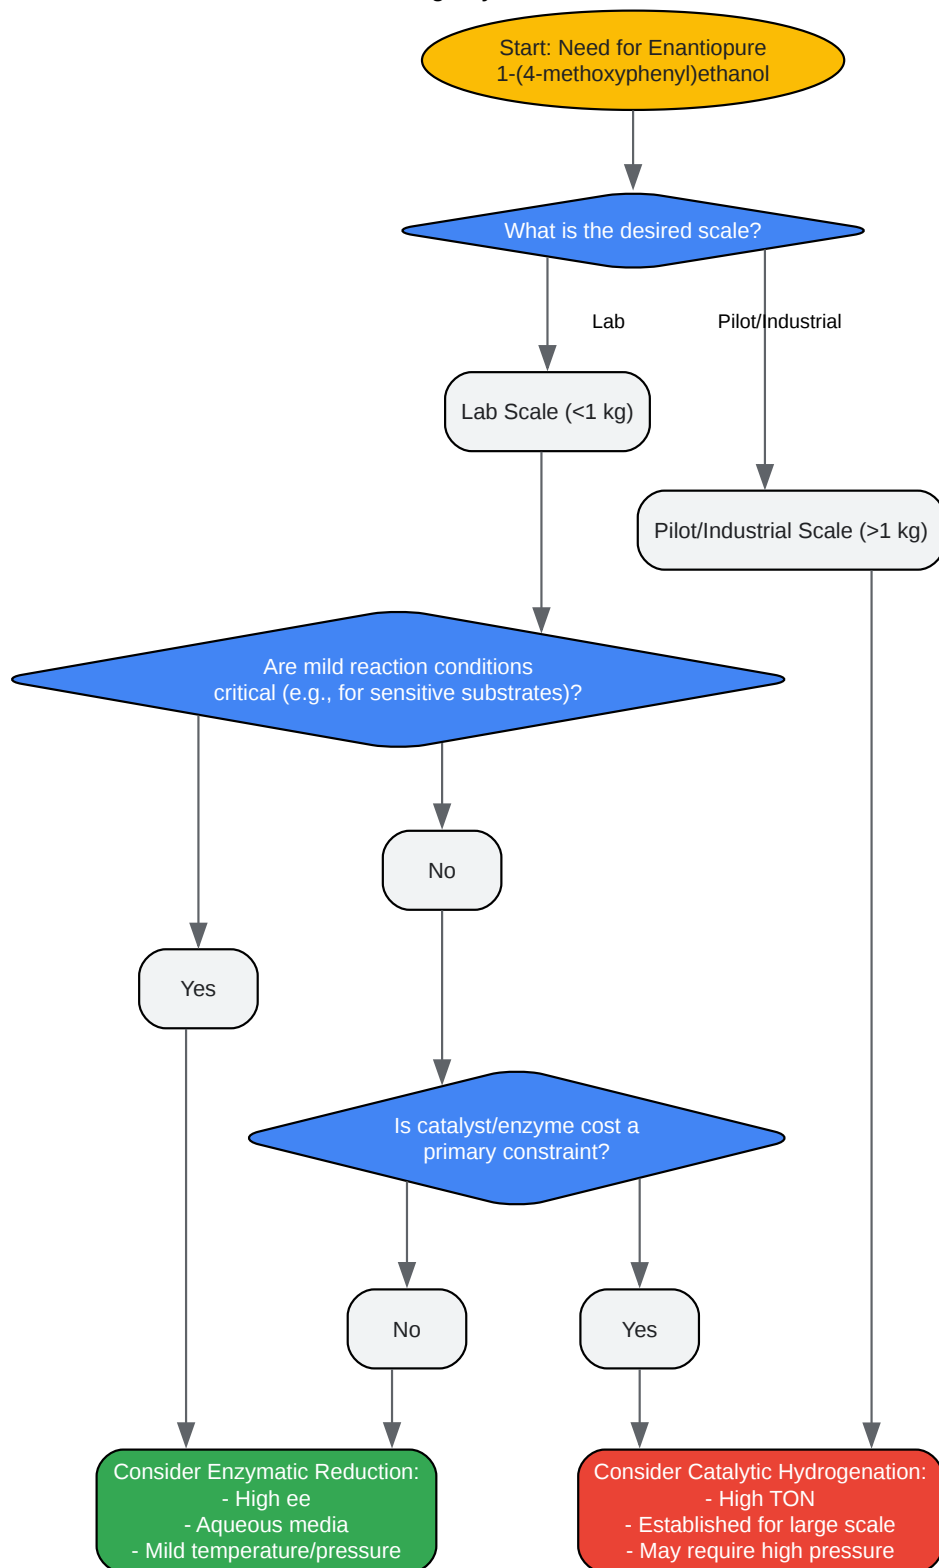 Start: Need for Enantiopure
1-(4-methoxyphenyl)ethanol
What is the desired scale?
Lab
Pilot/Industrial
Lab Scale (<1 kg)
Pilot/Industrial Scale (>1 kg)
Are mild reaction conditions
critical (e.g., for sensitive substrates)?
No
Yes
Is catalyst/enzyme cost a
primary constraint?
No
Yes
Consider Enzymatic Reduction:
- High ee
- Aqueous media
- Mild temperature/pressure
Consider Catalytic Hydrogenation:
- High TON
- Established for large scale
- May require high pressure